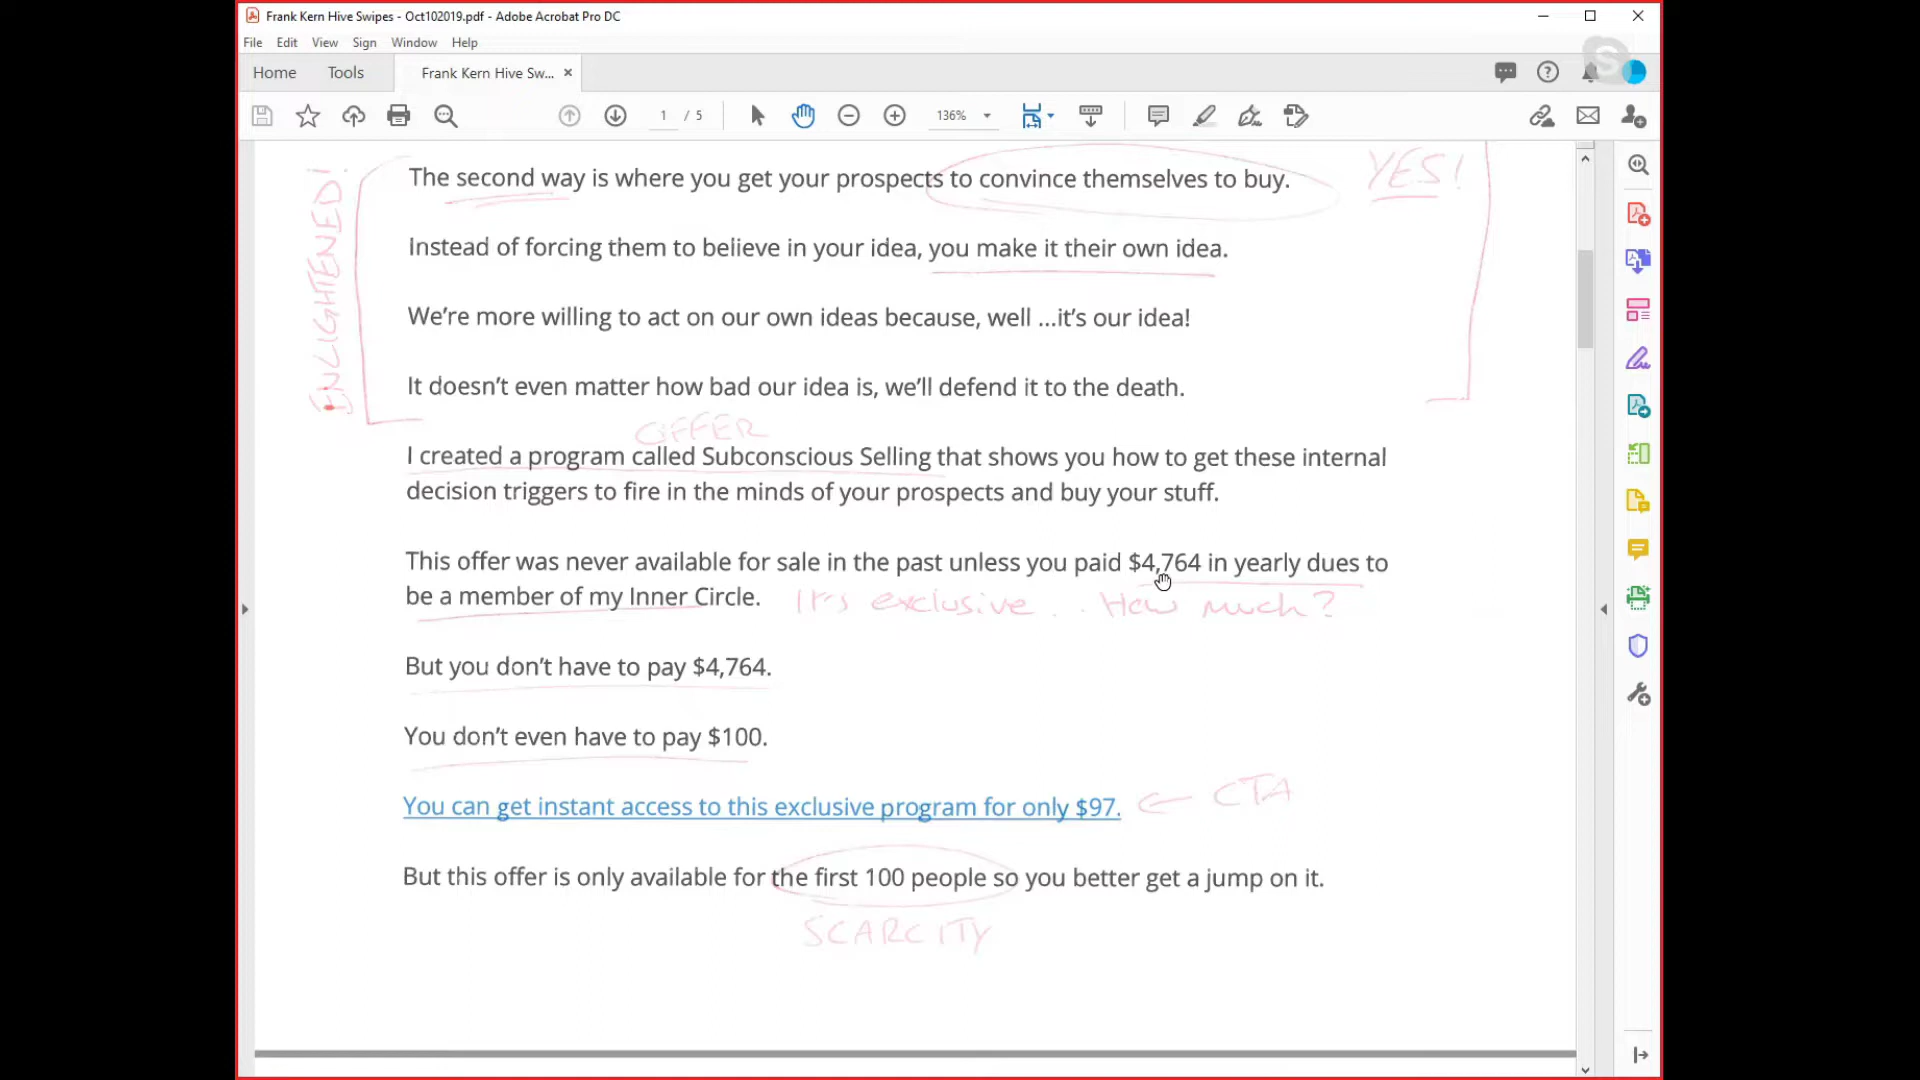 Frank Kern Hive Swipes - Oct102019.pdf - Adobe Acrobat Pro DC
File Edit View Sign Window Help
Home Tools Frank Kern Hive Sw... ×
1 / 5 136%
The second way is where you get your prospects to convince themselves to buy.
YES!
ENLIGHTENED!
Instead of forcing them to believe in your idea, you make it their own idea.
We’re more willing to act on our own ideas because, well ...it’s our idea!
It doesn’t even matter how bad our idea is, we’ll defend it to the death.
OFFER
I created a program called Subconscious Selling that shows you how to get these internal
decision triggers to fire in the minds of your prospects and buy your stuff.
This offer was never available for sale in the past unless you paid $4,764 in yearly dues to
be a member of my Inner Circle. It's exclusive . . How much?
But you don’t have to pay $4,764.
You don’t even have to pay $100.
You can get instant access to this exclusive program for only $97. ← CTA
But this offer is only available for the first 100 people so you better get a jump on it.
SCARCITY